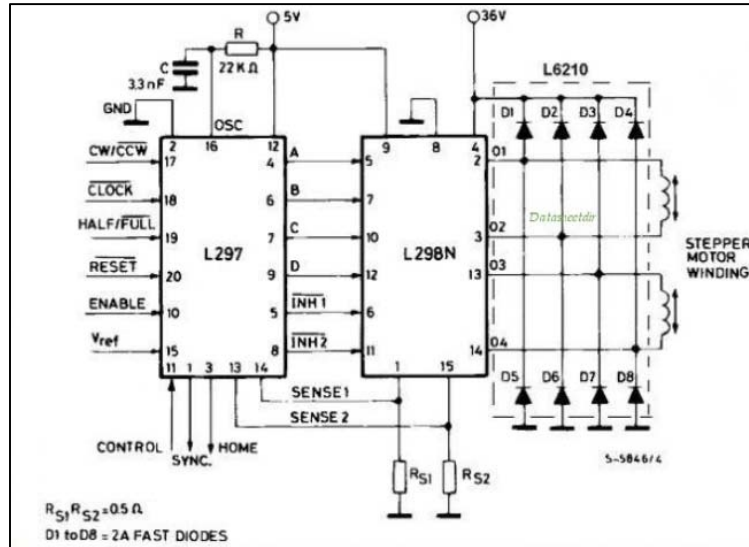 5V
36V
R
22 KΩ
C
3.3 nF
GND
OSC
L6210
D1 D2 D3 D4
2 16 12
9 8 4
CW/CCW 17
4 A 5
2 O1
CLOCK 18
6 B 7
Datasheetdir
3 O2
HALF/FULL 19
7 C 10
L297
L298N
STEPPER
MOTOR
WINDING
RESET 20
9 D 12
13 O3
ENABLE 10
5 INH 1 6
Vref 15
8 INH 2 11
14 O4
11 1 3 13 14
1 15
D5 D6 D7 D8
SENSE 1
SENSE 2
CONTROL
SYNC.
HOME
RS1
RS2
S-5846/4
RS1 RS2 = 0.5 Ω
D1 to D8 = 2A FAST DIODES